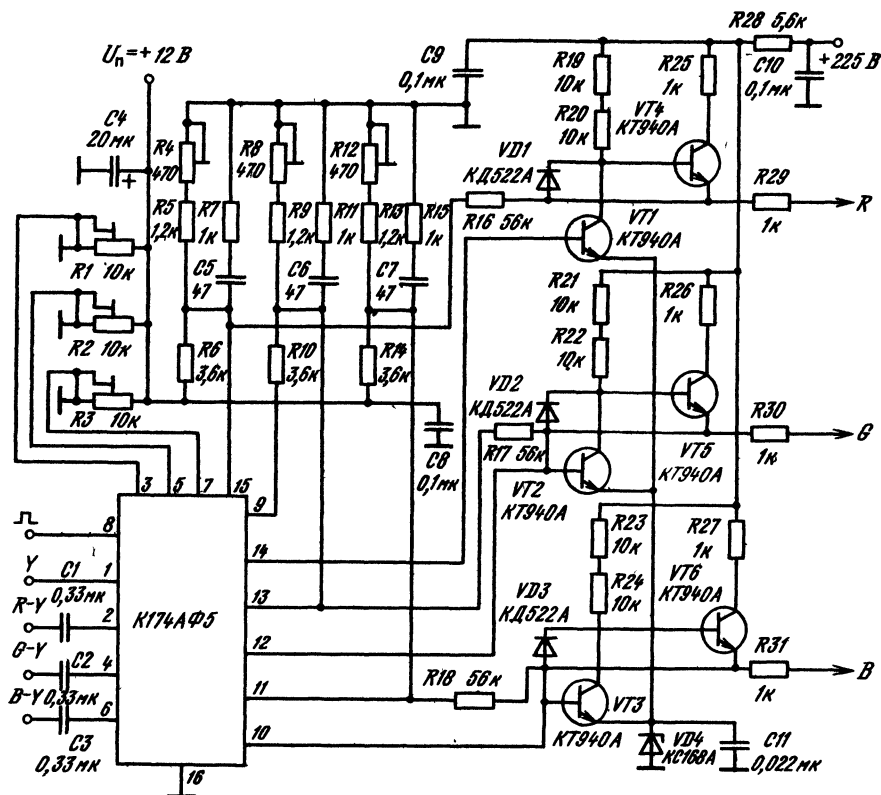 R28 5,6к
Uп=+12 В
C9
0,1мк
R19
10к
R25
1к
C10
0,1мк
+225 В
C4
20мк
+
R4
470
R8
470
R12
470
R20
10к
VT4
КТ940А
VD1
КД522А
R29
1к
R
R5
1,2к
R7
1к
R9
1,2к
R11
1к
R13
1,2к
R15
1к
R16 56к
VT1
КТ940А
R1 10к
C5
47
C6
47
C7
47
R21
10к
R26
1к
R2
10к
R6
3,6к
R10
3,6к
R14
3,6к
R22
10к
VD2
КД522А
R30
1к
G
R3
10к
C8
0,1мк
R17 56к
VT2
КТ940А
VT5
КТ940А
3 5 7 15
9
8
14
Y
C1
0,33мк
1
R-Y
2
13
К174АФ5
G-Y
C2
0,33мк
4
12
B-Y
C3
0,33мк
6
11
10
16
R23
10к
R24
10к
R27
1к
VT6
КТ940А
VD3
КД522А
R18 56к
R31
1к
B
VT3
КТ940А
VD4
КС168А
C11
0,022мк